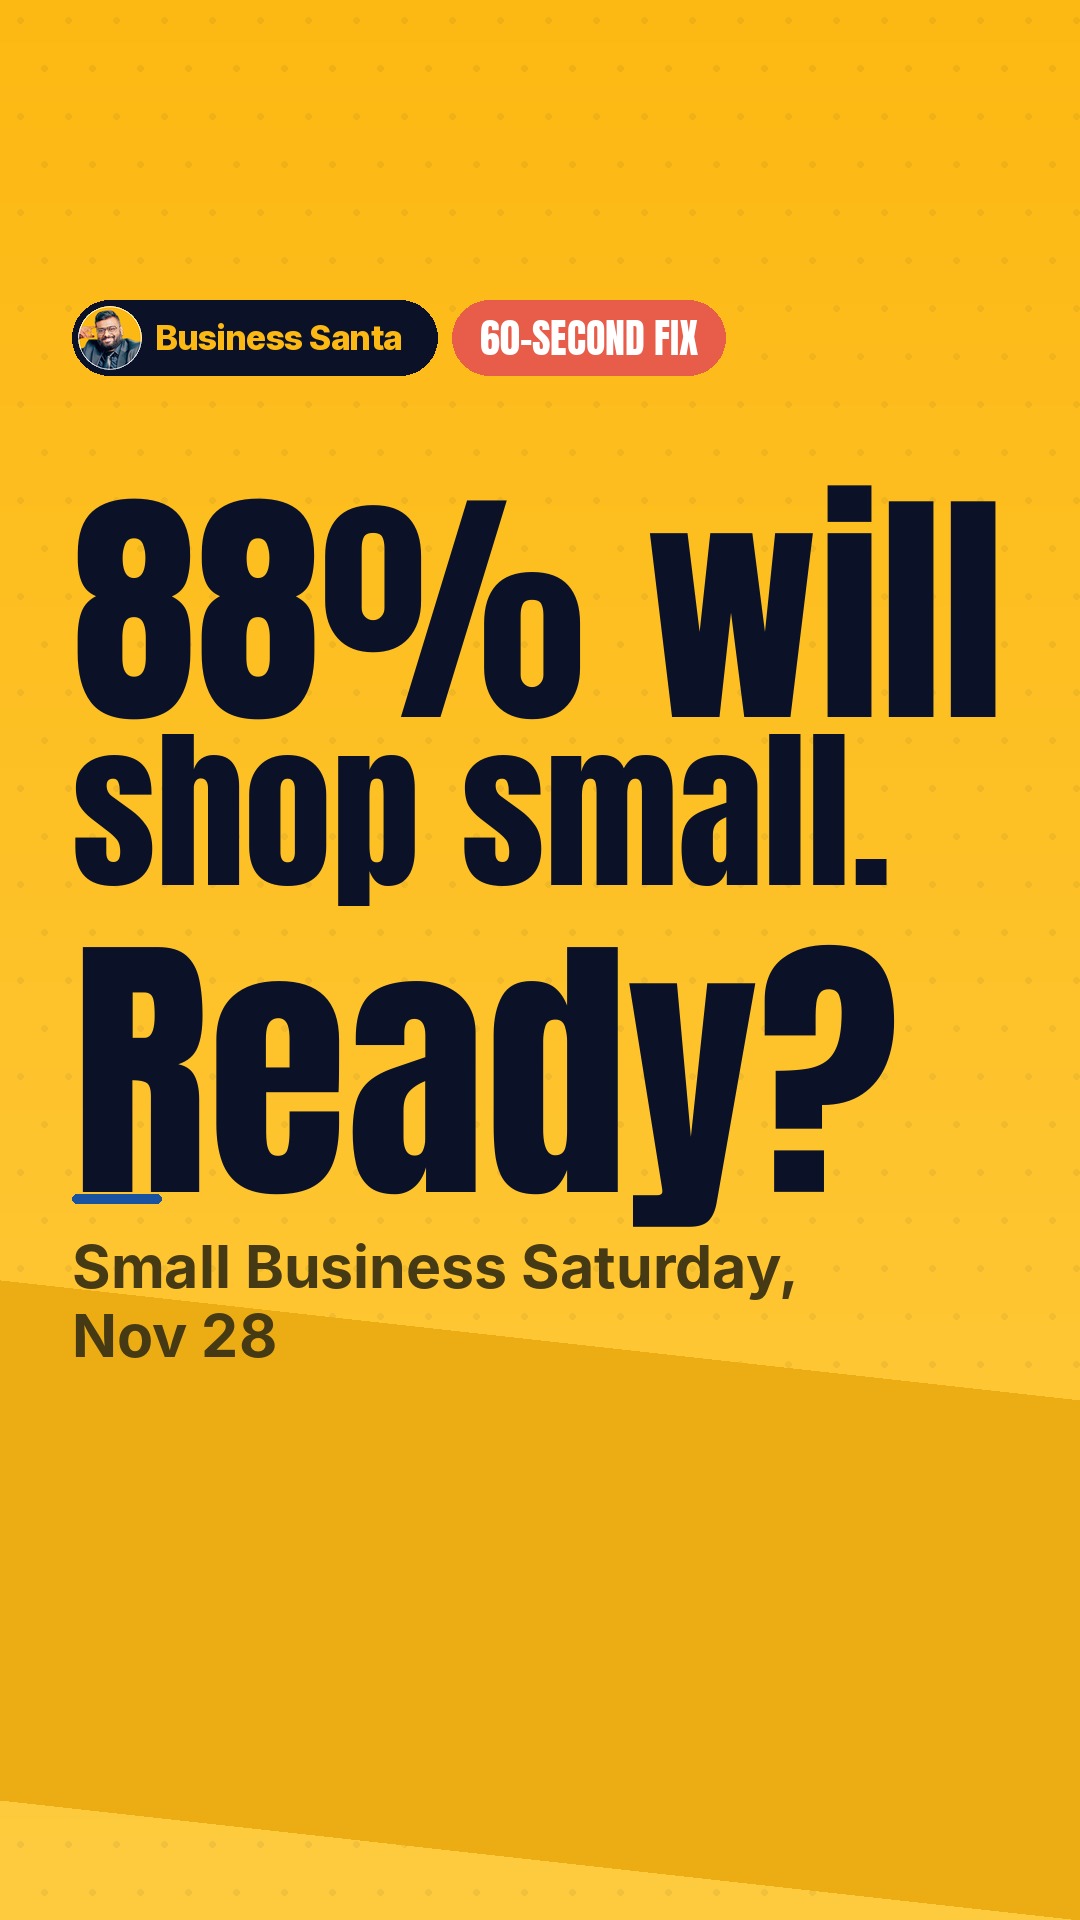 Business Santa
60-SECOND FIX
88% will
shop small.
Ready?
Small Business Saturday,
Nov 28